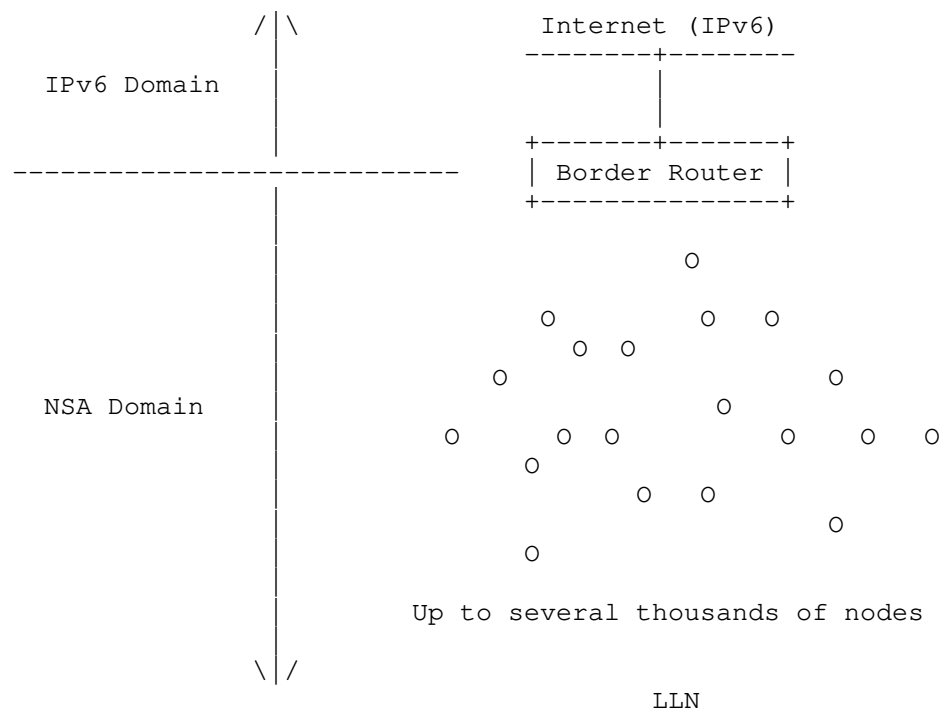 Internet (IPv6)
IPv6 Domain
Border Router
O
O O O
O O
O O
NSA Domain
O
O O O O O O
O
O O
O
O
Up to several thousands of nodes
LLN